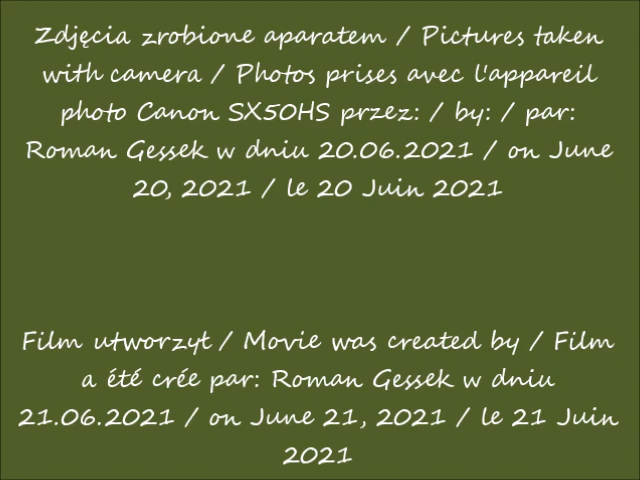 Zdjęcia zrobione aparatem / Pictures taken
with camera / Photos prises avec l'appareil
photo Canon SX50HS przez: / by: / par:
Roman Gessek w dniu 20.06.2021 / on June
20, 2021 / le 20 Juin 2021
Film utworzył / Movie was created by / Film
a été crée par: Roman Gessek w dniu
21.06.2021 / on June 21, 2021 / le 21 Juin
2021